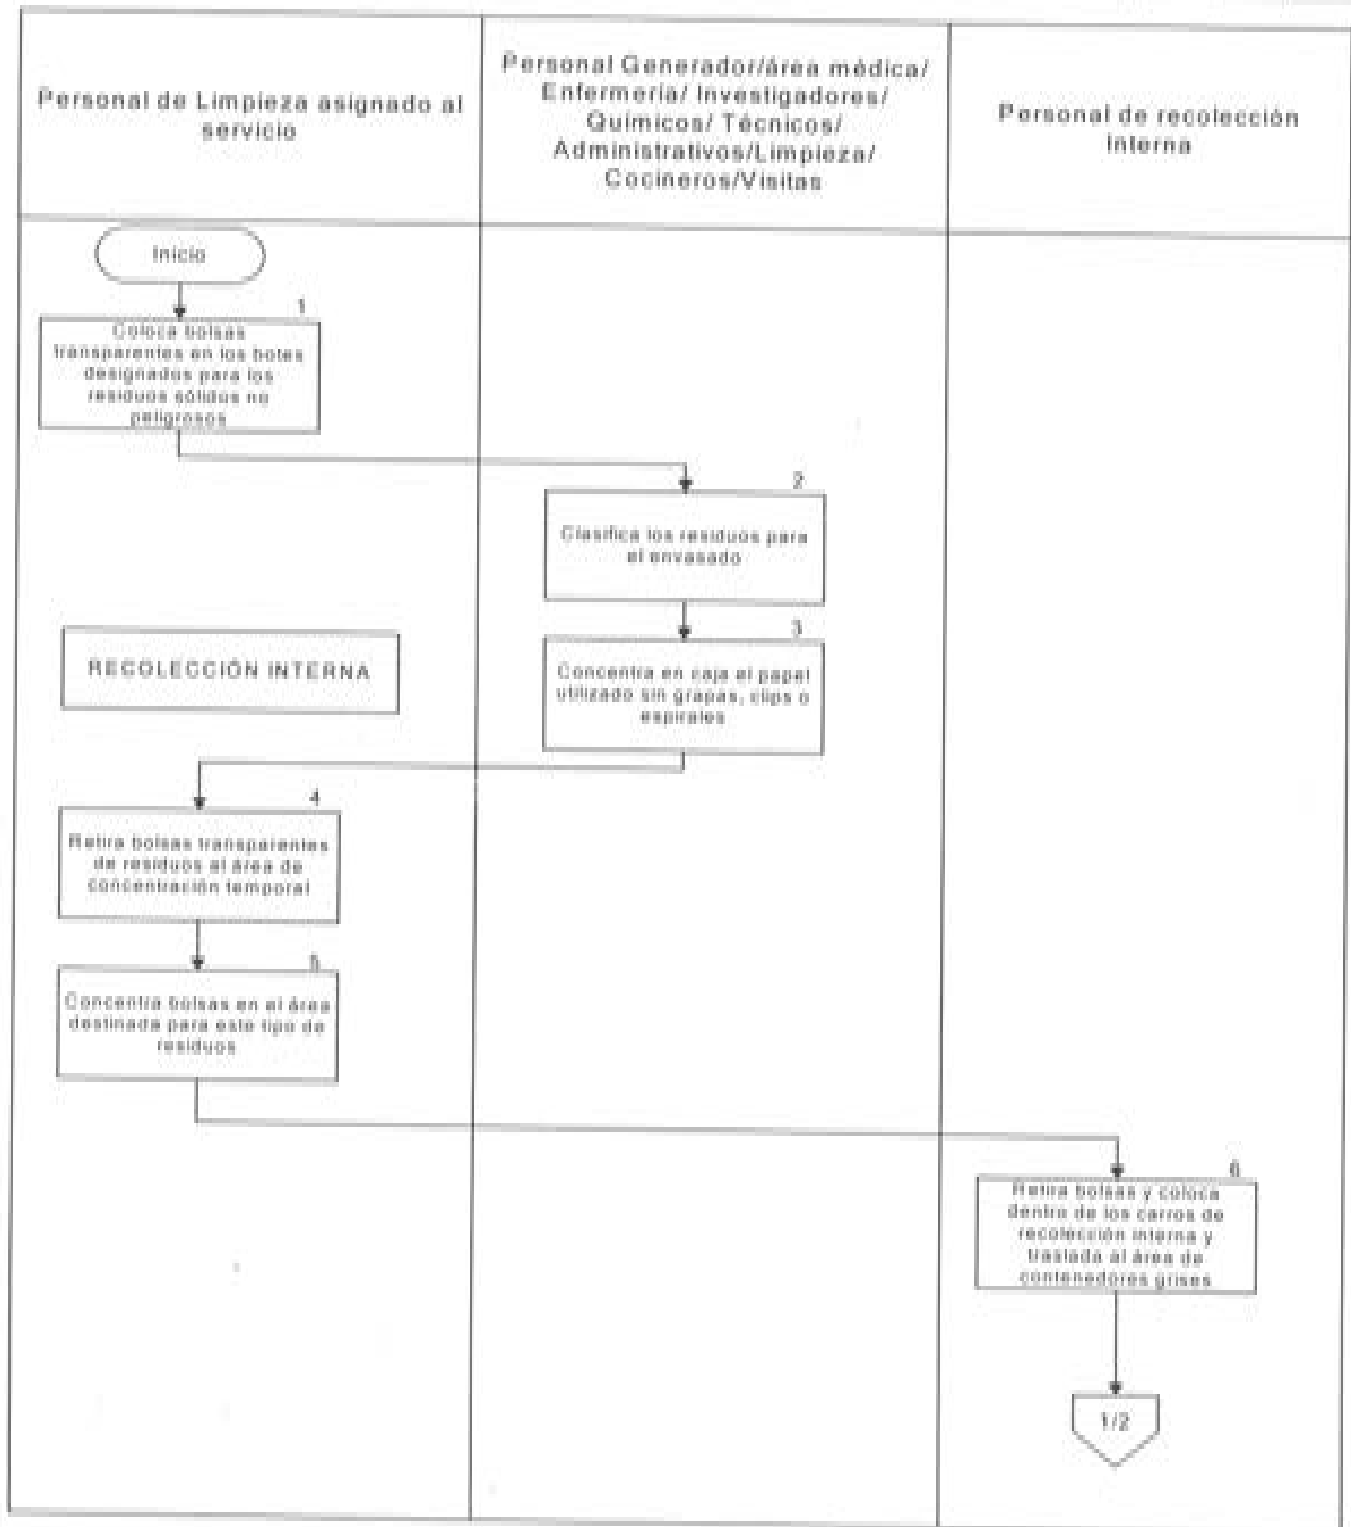 Personal de Limpieza asignado al
servicio
Personal Generador/área médica/
Enfermería/ Investigadores/
Químicos/ Técnicos/
Administrativos/Limpieza/
Cocineros/Visitas
Personal de recolección
Interna
Inicio
1
Coloca bolsas
transparentes en los botes
designados para los
residuos sólidos no
peligrosos
2
Clasifica los residuos para
el envasado
3
Concentra en caja el papel
utilizado sin grapas, clips o
espirales
RECOLECCIÓN INTERNA
4
Retira bolsas transparentes
de residuos al área de
concentración temporal
5
Concentra bolsas en el área
destinada para este tipo de
residuos
6
Retira bolsas y coloca
dentro de los carros de
recolección interna y
traslada al área de
contenedores grises
1/2